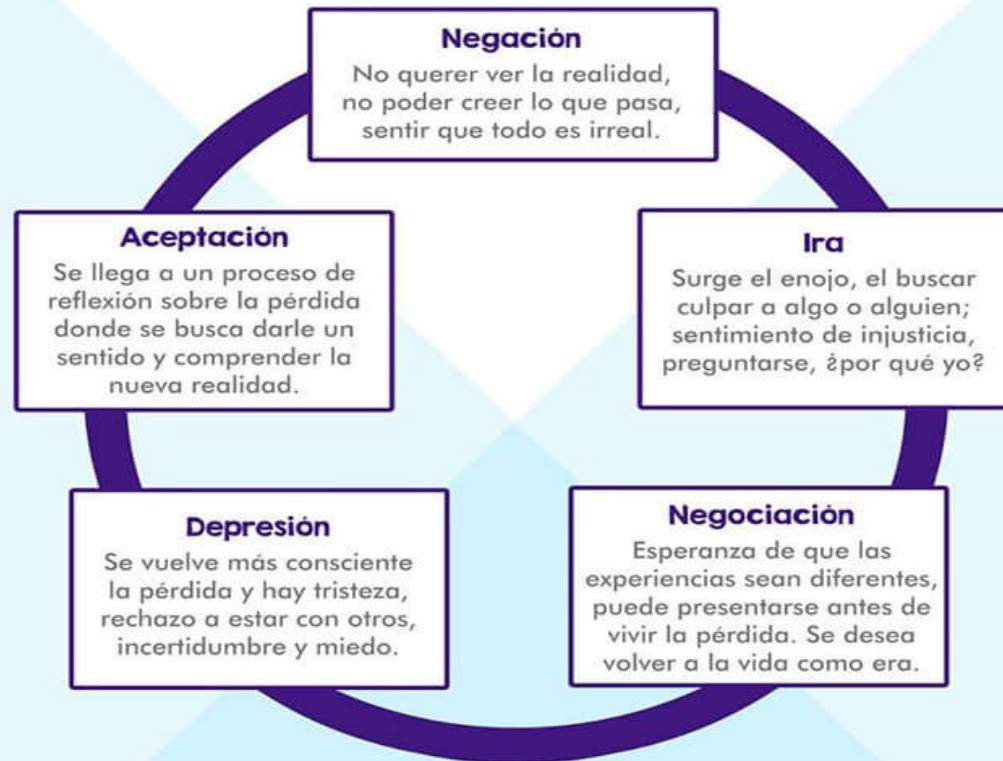 Negación
No querer ver la realidad,
no poder creer lo que pasa,
sentir que todo es irreal.
Ira
Surge el enojo, el buscar
culpar a algo o alguien;
sentimiento de injusticia,
preguntarse, ¿por qué yo?
Negociación
Esperanza de que las
experiencias sean diferentes,
puede presentarse antes de
vivir la pérdida. Se desea
volver a la vida como era.
Depresión
Se vuelve más consciente
la pérdida y hay tristeza,
rechazo a estar con otros,
incertidumbre y miedo.
Aceptación
Se llega a un proceso de
reflexión sobre la pérdida
donde se busca darle un
sentido y comprender la
nueva realidad.